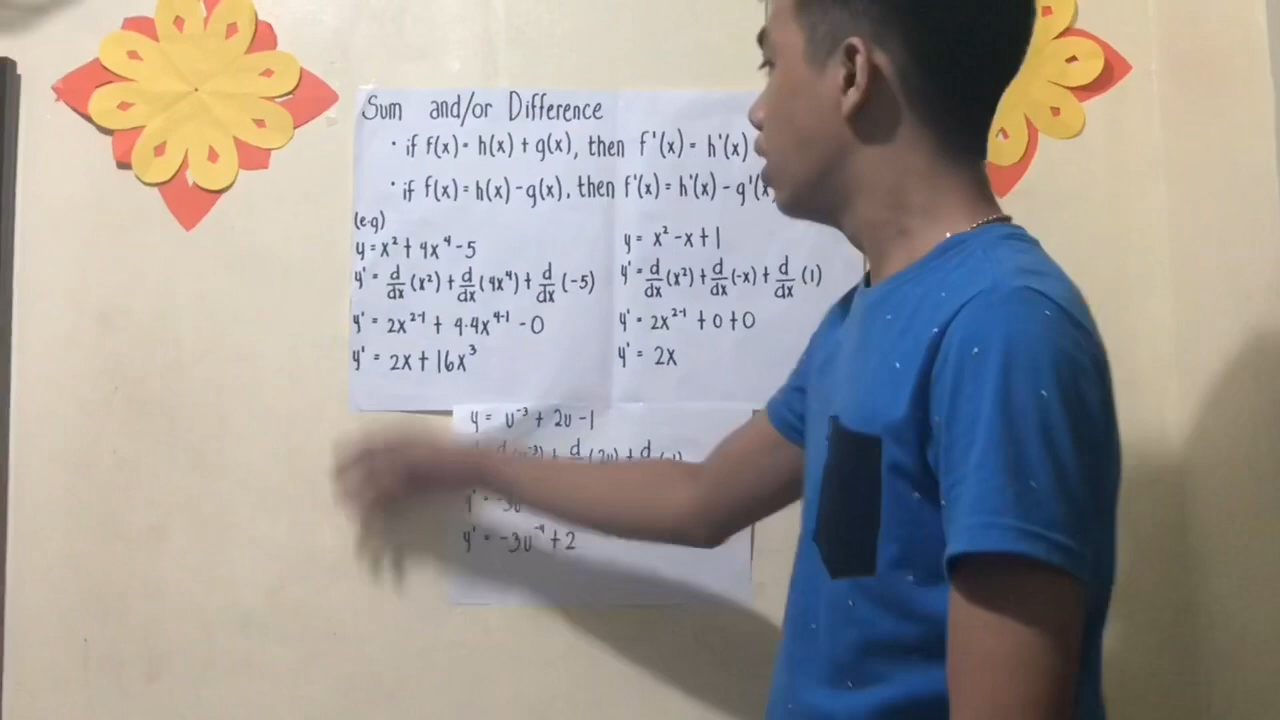 Sum and/or Difference
• if f(x) = h(x) + g(x), then f'(x) = h'(x)
• if f(x) = h(x) - g(x), then f'(x) = h'(x) - g'(x
(e.g)
y = x² + 4x⁴ - 5
y' = d/dx (x²) + d/dx (4x⁴) + d/dx (-5)
y' = 2x²⁻¹ + 4·4x⁴⁻¹ - 0
y' = 2x + 16x³
y = x² - x + 1
y' = d/dx (x²) + d/dx (-x) + d/dx (1)
y' = 2x²⁻¹ + 0 + 0
y' = 2x
y = u⁻³ + 2u - 1
y' = -3u⁻⁴ + 2